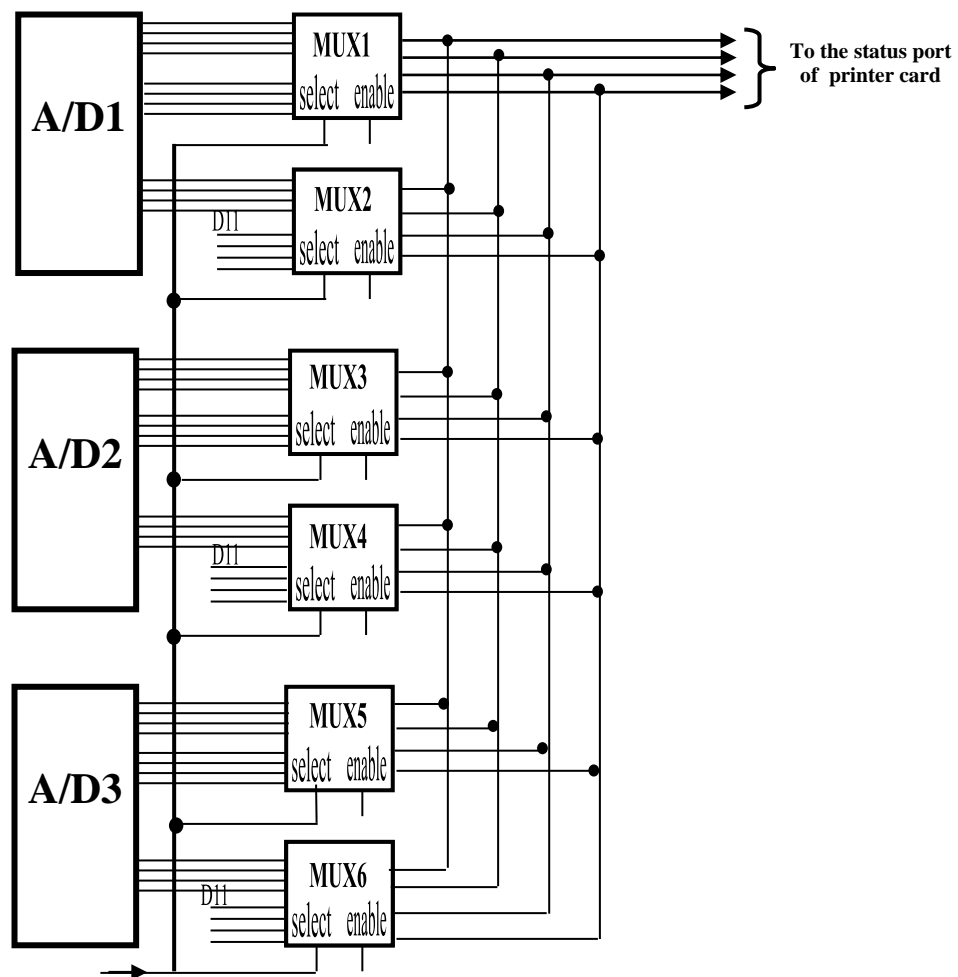 A/D1
MUX1
select enable
To the status port
of printer card
MUX2
D11
select enable
A/D2
MUX3
select enable
MUX4
D11
select enable
A/D3
MUX5
select enable
MUX6
D11
select enable